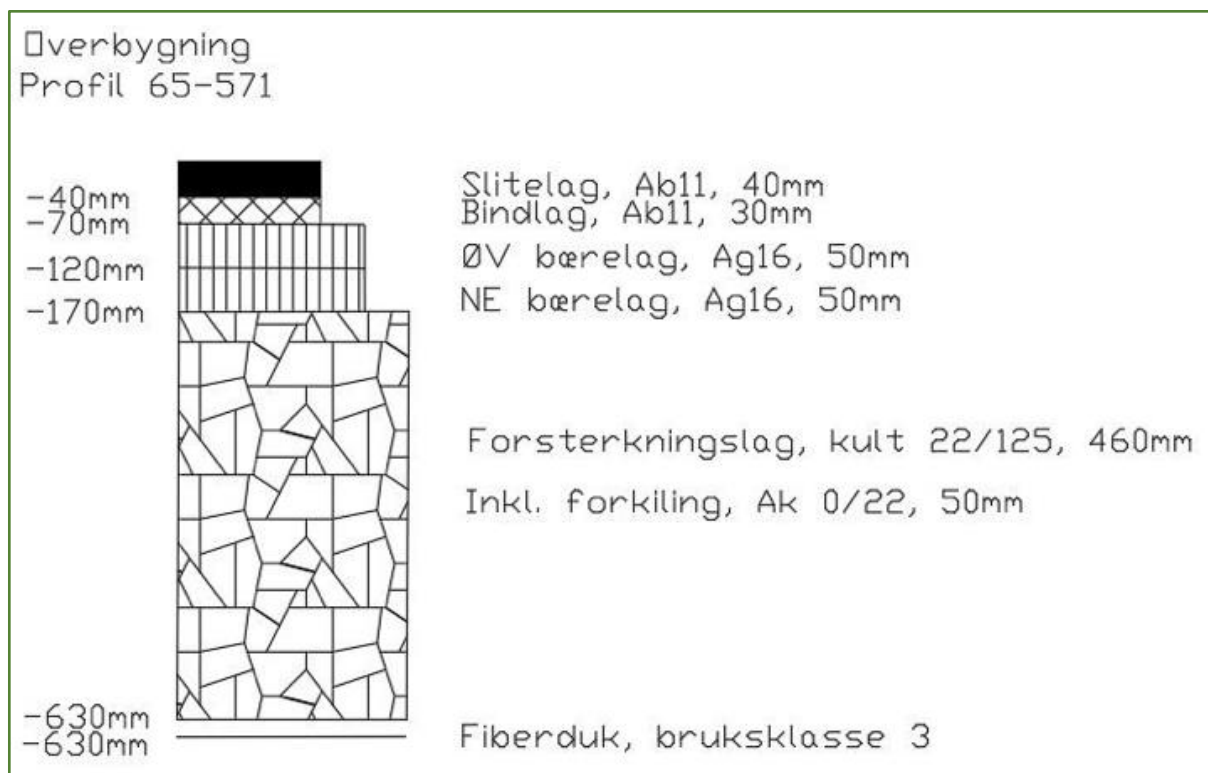 Overbygning
Profil 65-571
-40mm
Slitelag, Ab11, 40mm
-70mm
Bindlag, Ab11, 30mm
-120mm
ØV bærelag, Ag16, 50mm
-170mm
NE bærelag, Ag16, 50mm
Forsterkningslag, kult 22/125, 460mm
Inkl. forkiling, Ak 0/22, 50mm
-630mm
-630mm
Fiberduk, bruksklasse 3